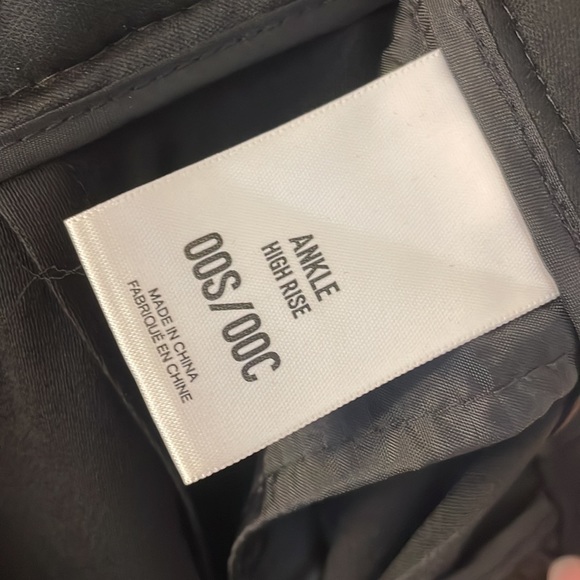 ANKLE
HIGH RISE
00S/00C
MADE IN CHINA
FABRIQUÉ EN CHINE